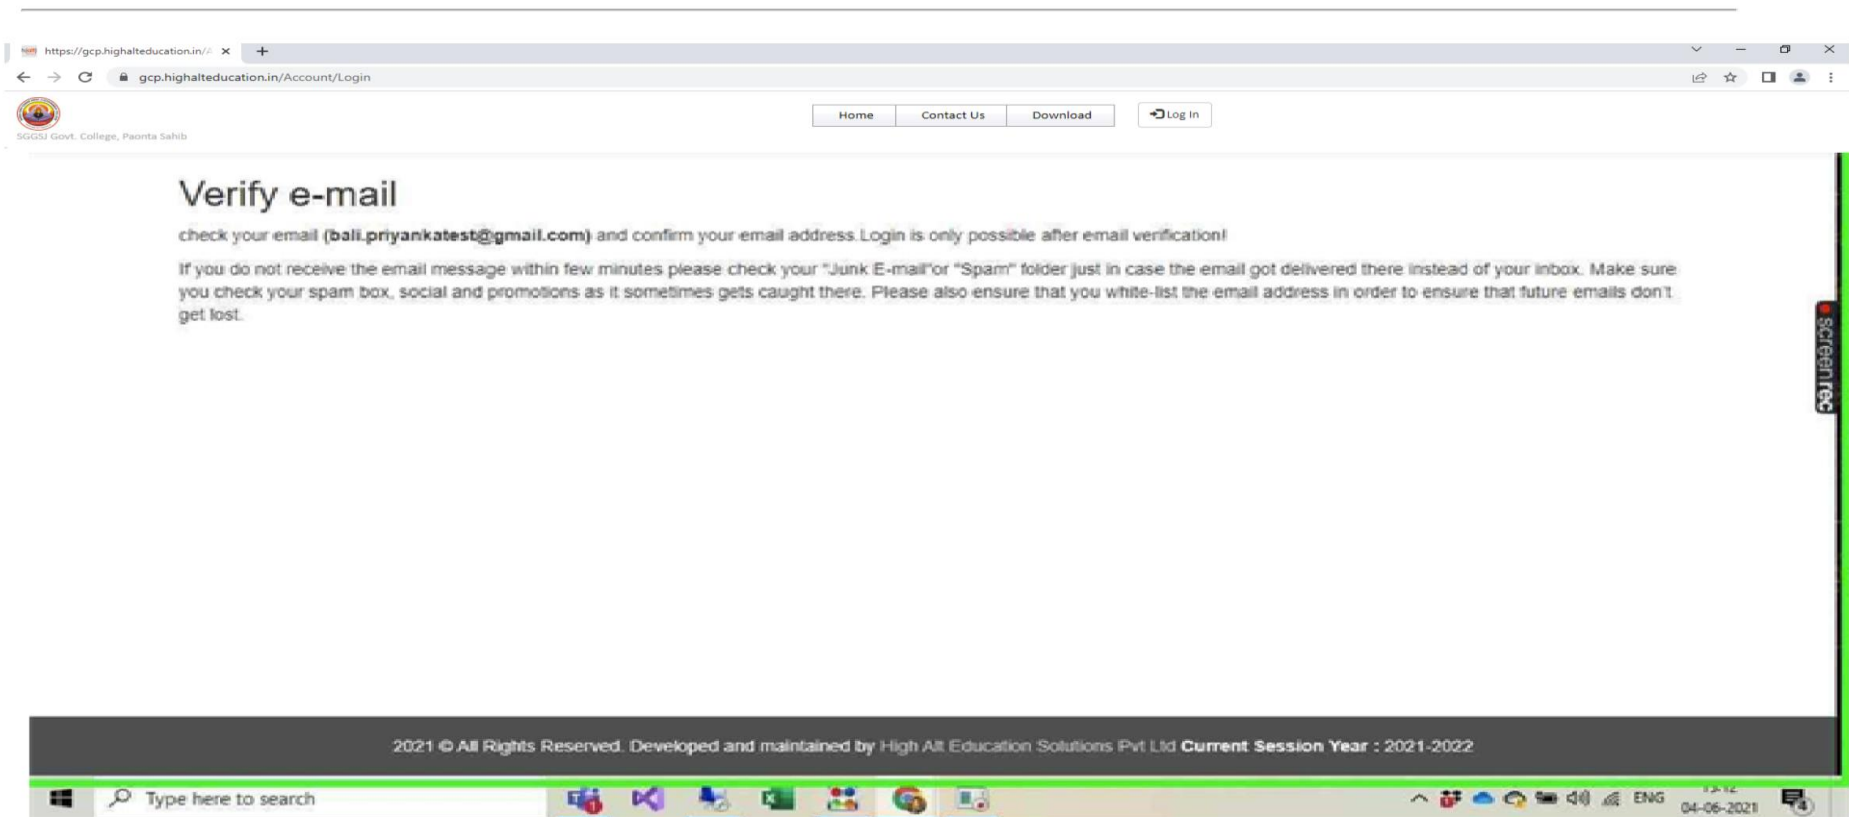 https://gcp.highalteducation.in/
gcp.highalteducation.in/Account/Login
SGGSJ Govt. College, Paonta Sahib
Home
Contact Us
Download
Log In
Verify e-mail
check your email (bali.priyankatest@gmail.com) and confirm your email address.Login is only possible after email verification!
If you do not receive the email message within few minutes please check your "Junk E-mail"or "Spam" folder just in case the email got delivered there instead of your inbox. Make sure
you check your spam box, social and promotions as it sometimes gets caught there. Please also ensure that you white-list the email address in order to ensure that future emails don't
get lost.
screenrec
2021 © All Rights Reserved. Developed and maintained by High Alt Education Solutions Pvt Ltd Current Session Year : 2021-2022
Type here to search
ENG
04-06-2021
4